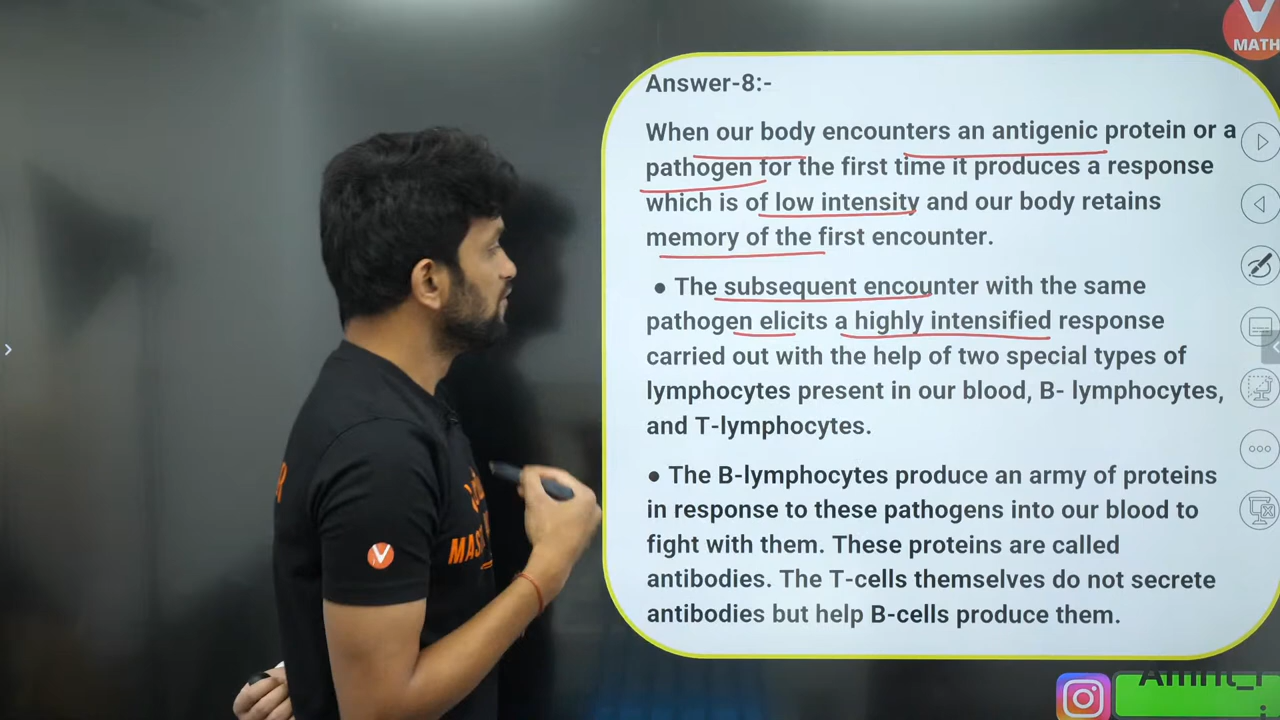 MATH
Answer-8:-
When our body encounters an antigenic protein or a
pathogen for the first time it produces a response
which is of low intensity and our body retains
memory of the first encounter.
● The subsequent encounter with the same
pathogen elicits a highly intensified response
carried out with the help of two special types of
lymphocytes present in our blood, B- lymphocytes,
and T-lymphocytes.
● The B-lymphocytes produce an army of proteins
in response to these pathogens into our blood to
fight with them. These proteins are called
antibodies. The T-cells themselves do not secrete
antibodies but help B-cells produce them.